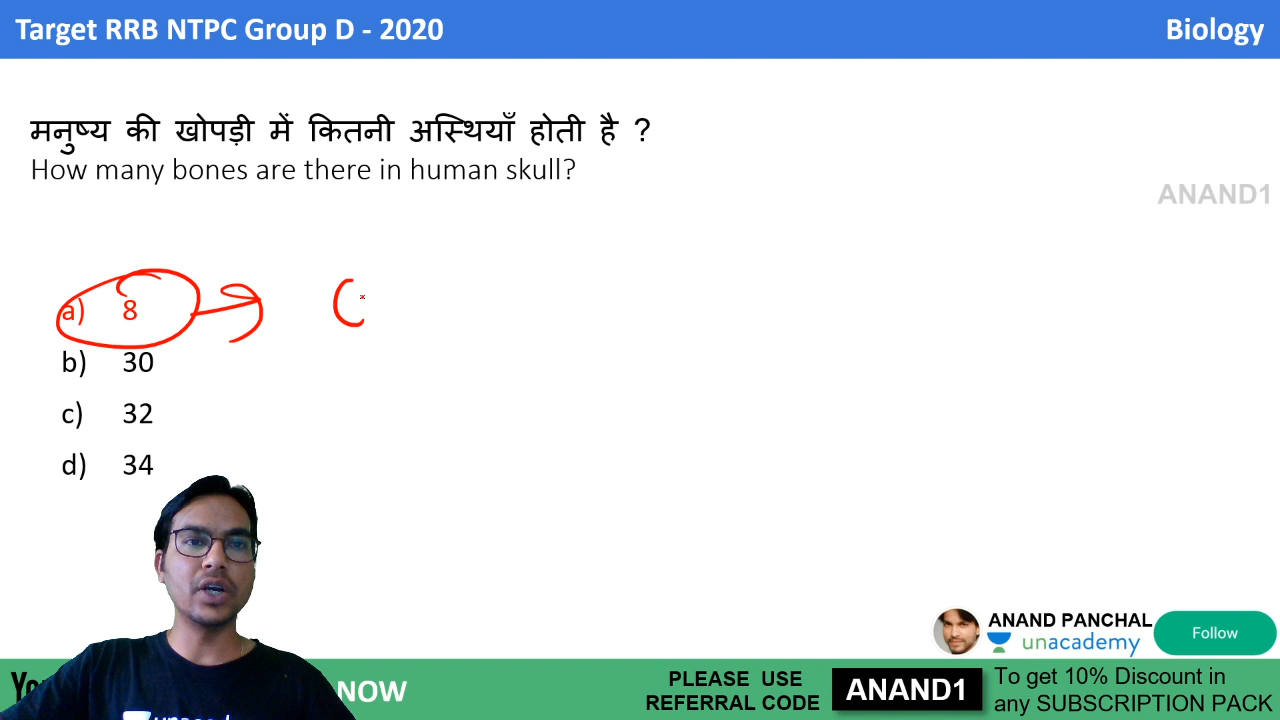 Target RRB NTPC Group D - 2020
Biology
मनुष्य की खोपड़ी में कितनी अस्थियाँ होती है ?
How many bones are there in human skull?
ANAND1
a) 8
b) 30
c) 32
d) 34
ANAND PANCHAL
unacademy
Follow
NOW
PLEASE USE
REFERRAL CODE
ANAND1
To get 10% Discount in
any SUBSCRIPTION PACK